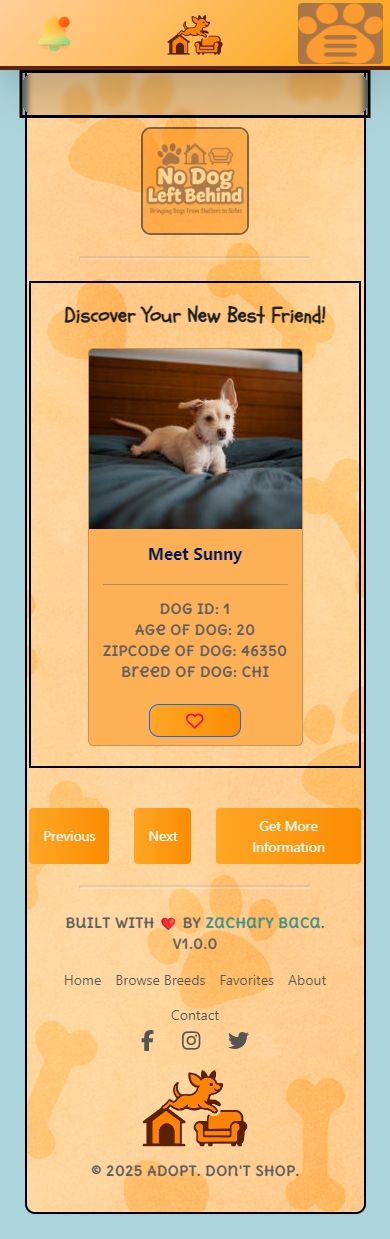 No Dog
Left Behind
Bringing Dogs From Shelters to Sofas
Discover Your New Best Friend!
Meet Sunny
DOG ID: 1
AGE OF DOG: 20
ZIPCODE OF DOG: 46350
BREED OF DOG: CHI
Previous
Next
Get More
Information
BUILT WITH ❤️ BY ZACHARY BACA.
V1.0.0
Home
Browse Breeds
Favorites
About
Contact
© 2025 ADOPT. DON'T SHOP.